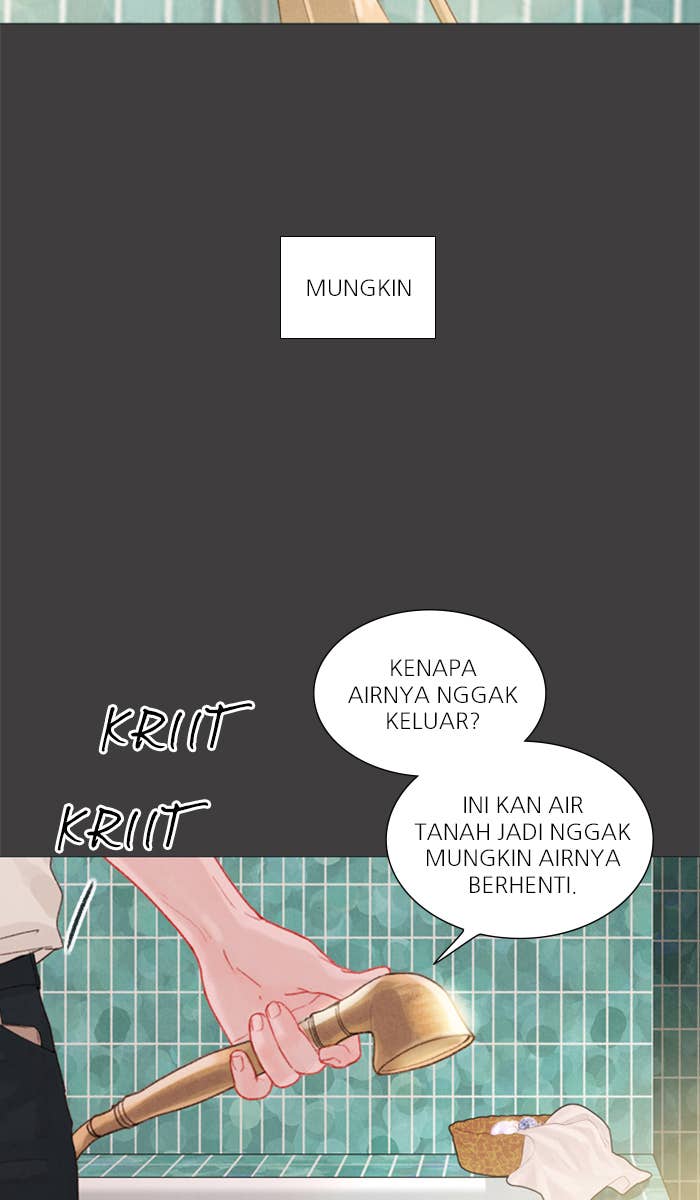 MUNGKIN
KENAPA
AIRNYA NGGAK
KELUAR?
KRIIT
KRIIT
INI KAN AIR
TANAH JADI NGGAK
MUNGKIN AIRNYA
BERHENTI.